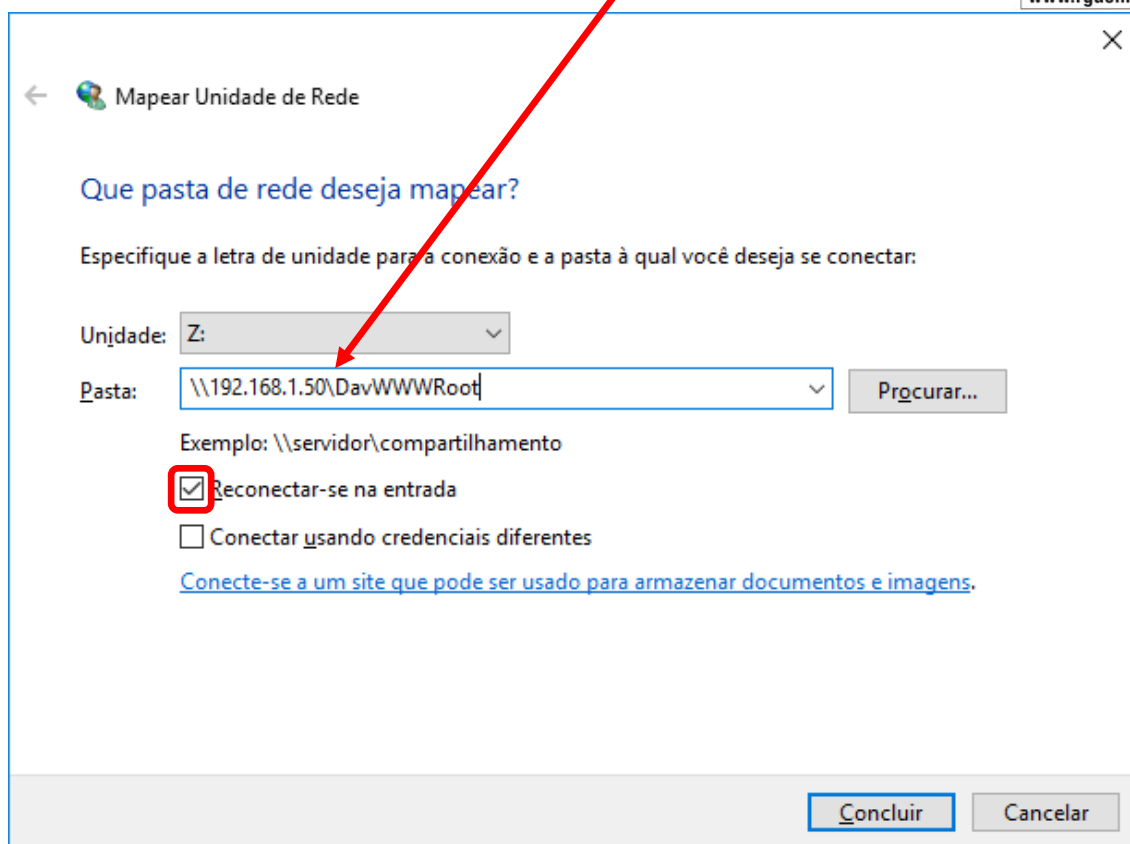 Mapear Unidade de Rede
Que pasta de rede deseja mapear?
Especifique a letra de unidade para a conexão e a pasta à qual você deseja se conectar:
Unidade: Z:
Pasta: \\192.168.1.50\DavWWWRoot Procurar...
Exemplo: \\servidor\compartilhamento
Reconectar-se na entrada
Conectar usando credenciais diferentes
Conecte-se a um site que pode ser usado para armazenar documentos e imagens.
Concluir Cancelar